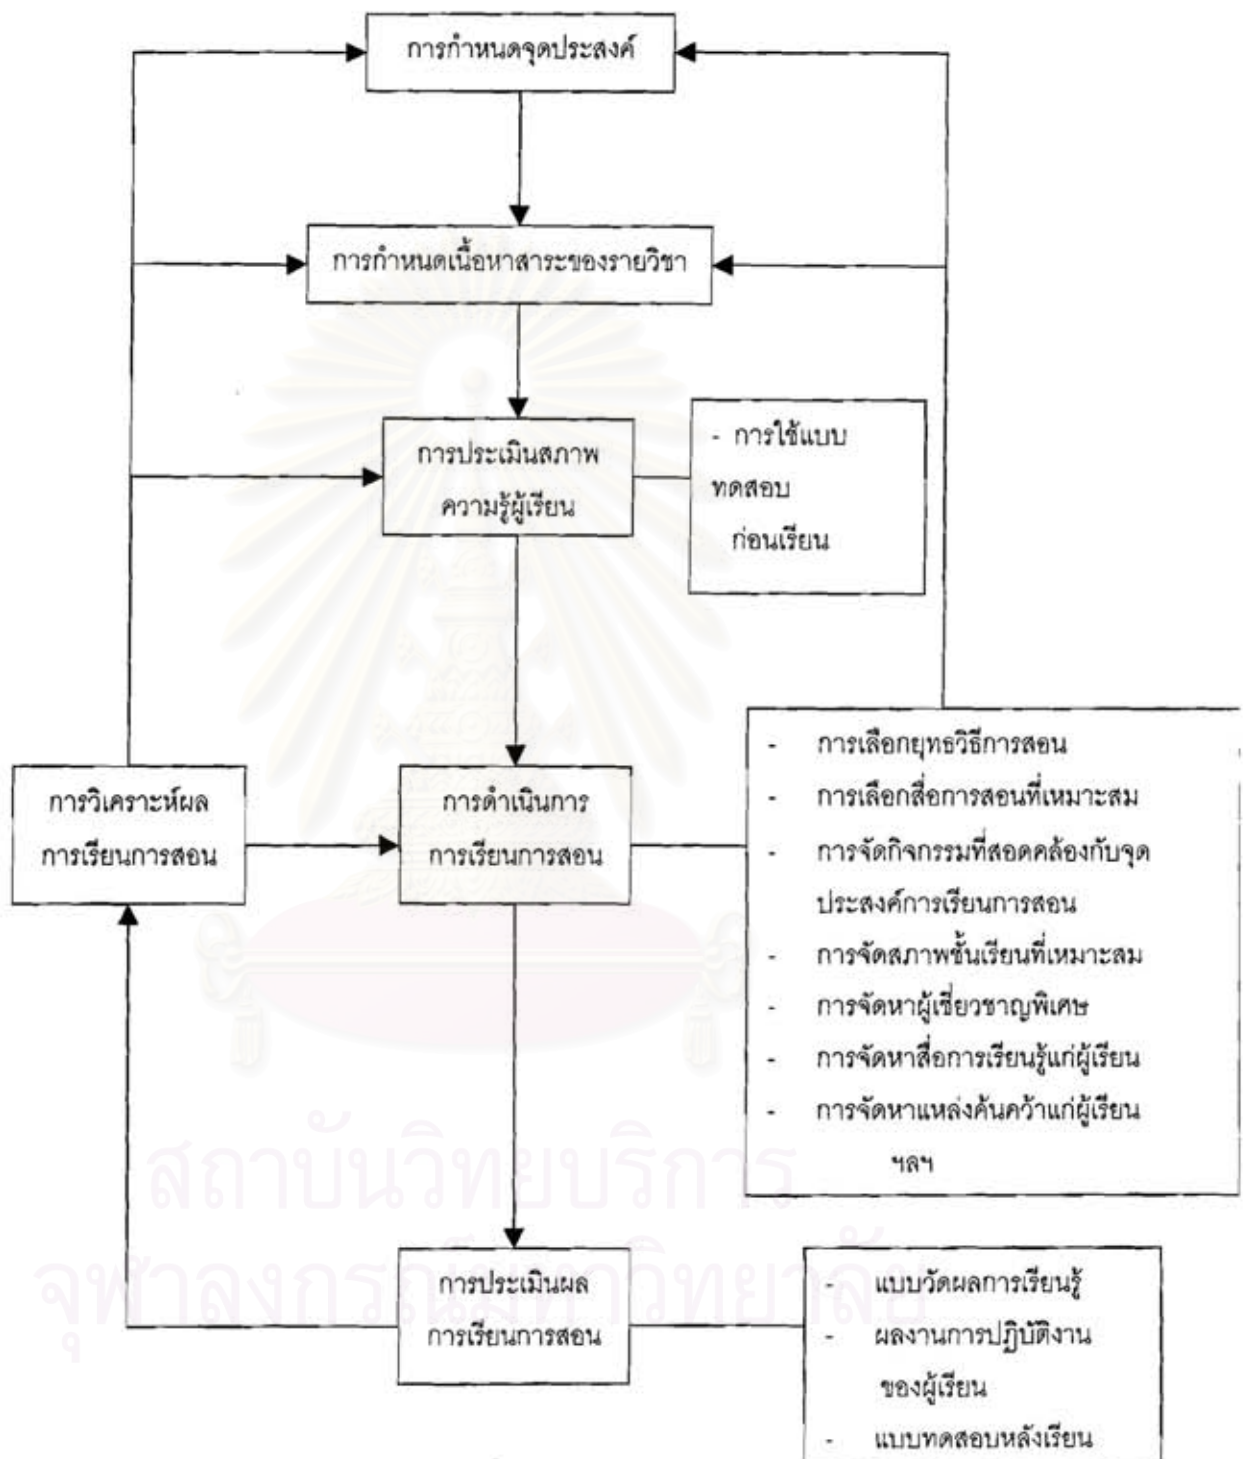 การกำหนดจุดประสงค์
การกำหนดเนื้อหาสาระของรายวิชา
การประเมินสภาพ
ความรู้ผู้เรียน
- การใช้แบบ
ทดสอบ
ก่อนเรียน
การวิเคราะห์ผล
การเรียนการสอน
การดำเนินการ
การเรียนการสอน
- การเลือกยุทธวิธีการสอน
- การเลือกสื่อการสอนที่เหมาะสม
- การจัดกิจกรรมที่สอดคล้องกับจุด
ประสงค์การเรียนการสอน
- การจัดสภาพชั้นเรียนที่เหมาะสม
- การจัดหาผู้เชี่ยวชาญพิเศษ
- การจัดหาสื่อการเรียนรู้แก่ผู้เรียน
- การจัดหาแหล่งค้นคว้าแก่ผู้เรียน
ฯลฯ
สถาบันวิทยบริการ
จุฬาลงกรณ์มหาวิทยาลัย
การประเมินผล
การเรียนการสอน
- แบบวัดผลการเรียนรู้
- ผลงานการปฏิบัติงาน
ของผู้เรียน
- แบบทดสอบหลังเรียน